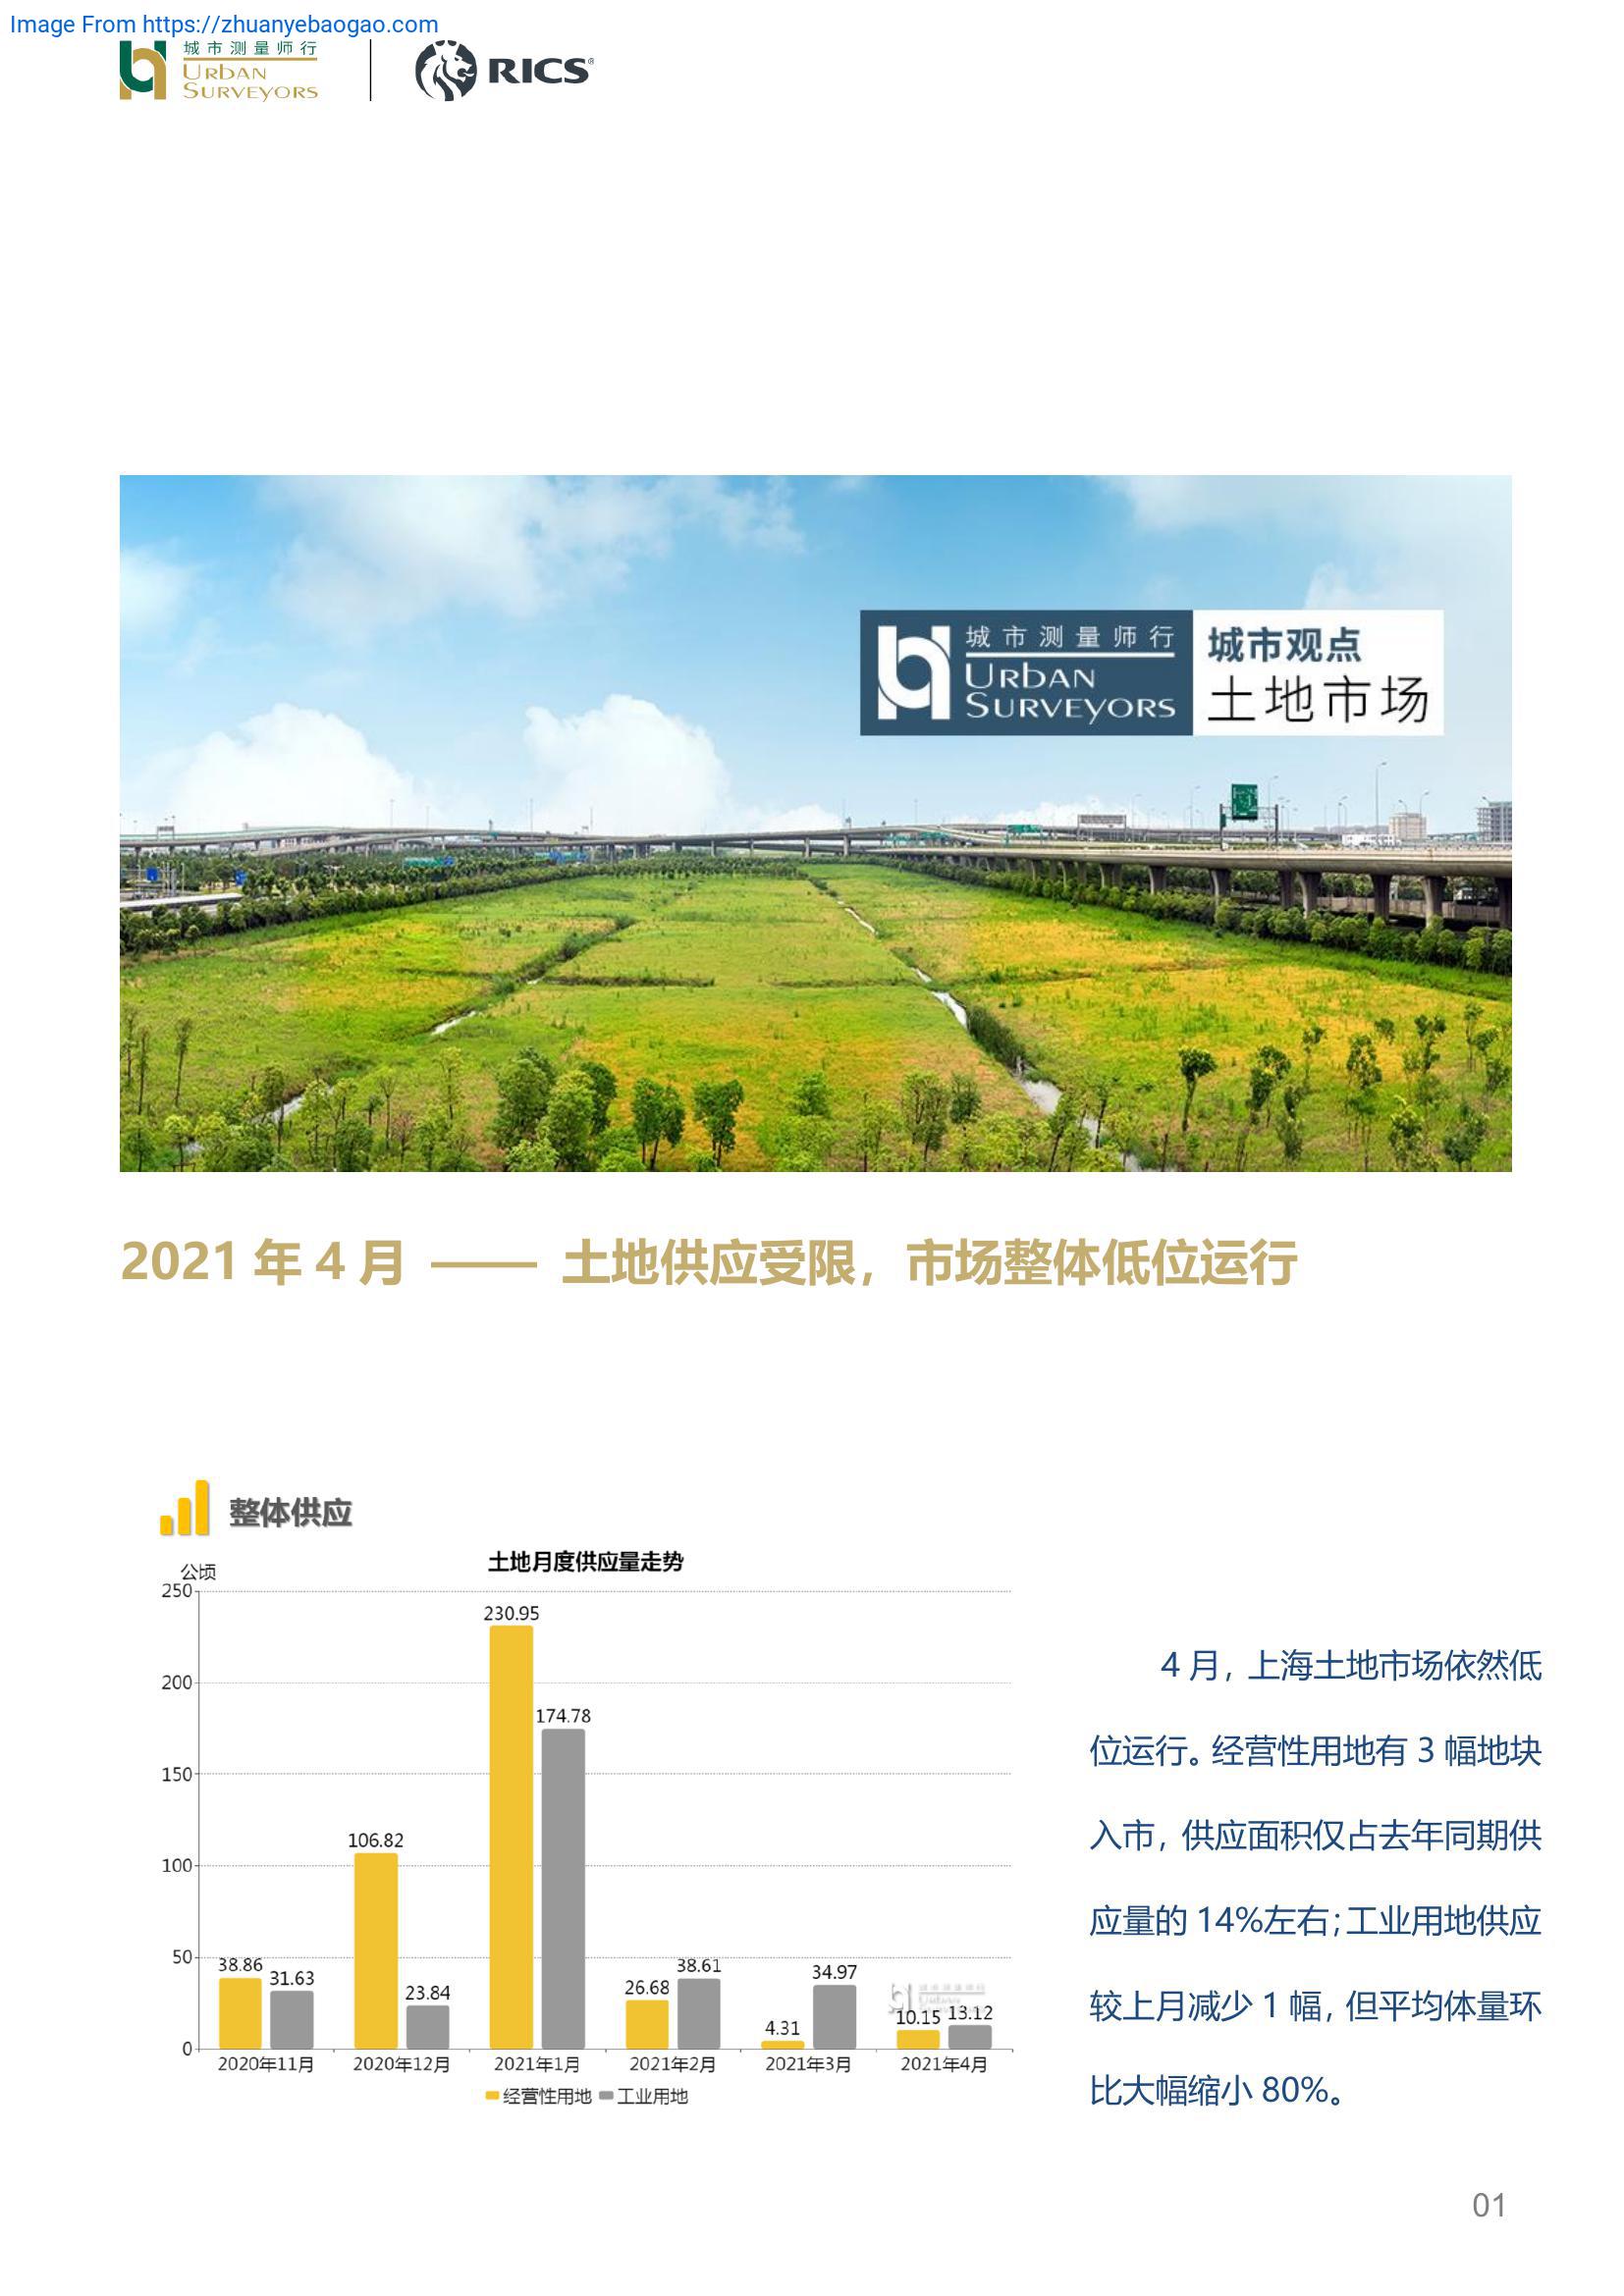 Image From https://zhuanyebaogao.com
城市测量师行
URBAN
SURVEYORS
RICS®
城市测量师行
URBAN
SURVEYORS
城市观点
土地市场
2021 年 4 月 —— 土地供应受限，市场整体低位运行
整体供应
土地月度供应量走势
公顷
250
200
150
100
50
0
38.86
31.63
106.82
23.84
230.95
174.78
26.68
38.61
4.31
34.97
10.15
13.12
2020年11月
2020年12月
2021年1月
2021年2月
2021年3月
2021年4月
经营性用地 工业用地
4 月，上海土地市场依然低
位运行。经营性用地有 3 幅地块
入市，供应面积仅占去年同期供
应量的 14%左右；工业用地供应
较上月减少 1 幅，但平均体量环
比大幅缩小 80%。
01